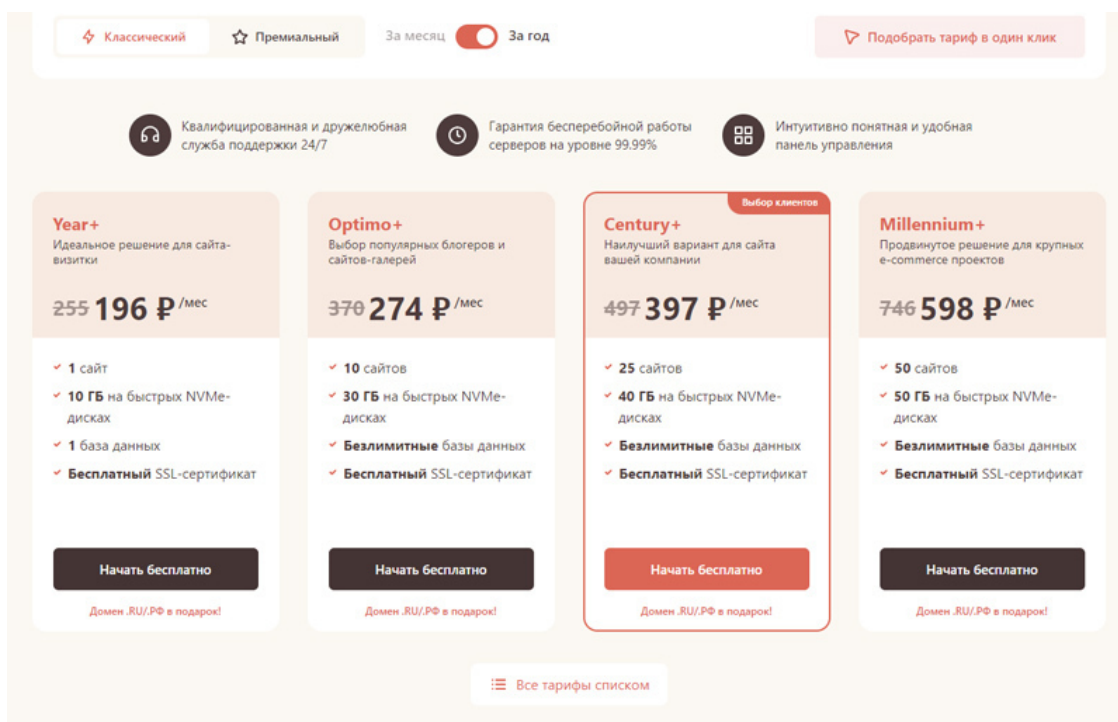 Классический
Премиальный
За месяц
За год
Подобрать тариф в один клик
Квалифицированная и дружелюбная
служба поддержки 24/7
Гарантия бесперебойной работы
серверов на уровне 99.99%
Интуитивно понятная и удобная
панель управления
Year+
Идеальное решение для сайта-
визитки
255 196 ₽/мес
1 сайт
10 ГБ на быстрых NVMe-
дисках
1 база данных
Бесплатный SSL-сертификат
Начать бесплатно
Домен .RU/.РФ в подарок!
Optimo+
Выбор популярных блогеров и
сайтов-галерей
370 274 ₽/мес
10 сайтов
30 ГБ на быстрых NVMe-
дисках
Безлимитные базы данных
Бесплатный SSL-сертификат
Начать бесплатно
Домен .RU/.РФ в подарок!
Выбор клиентов
Century+
Наилучший вариант для сайта
вашей компании
497 397 ₽/мес
25 сайтов
40 ГБ на быстрых NVMe-
дисках
Безлимитные базы данных
Бесплатный SSL-сертификат
Начать бесплатно
Домен .RU/.РФ в подарок!
Millennium+
Продвинутое решение для крупных
e-commerce проектов
746 598 ₽/мес
50 сайтов
50 ГБ на быстрых NVMe-
дисках
Безлимитные базы данных
Бесплатный SSL-сертификат
Начать бесплатно
Домен .RU/.РФ в подарок!
Все тарифы списком